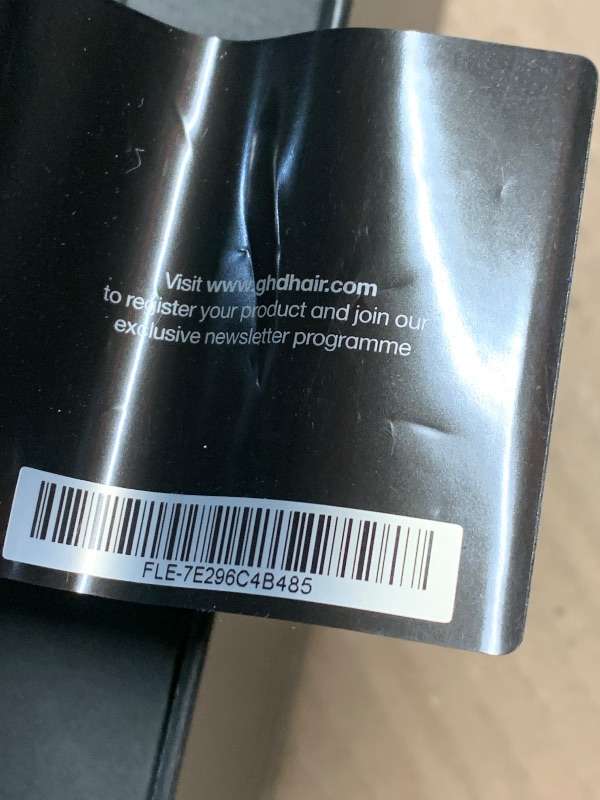 Visit www.ghdhair.com
to register your product and join our
exclusive newsletter programme
FLE-7E296C4B485